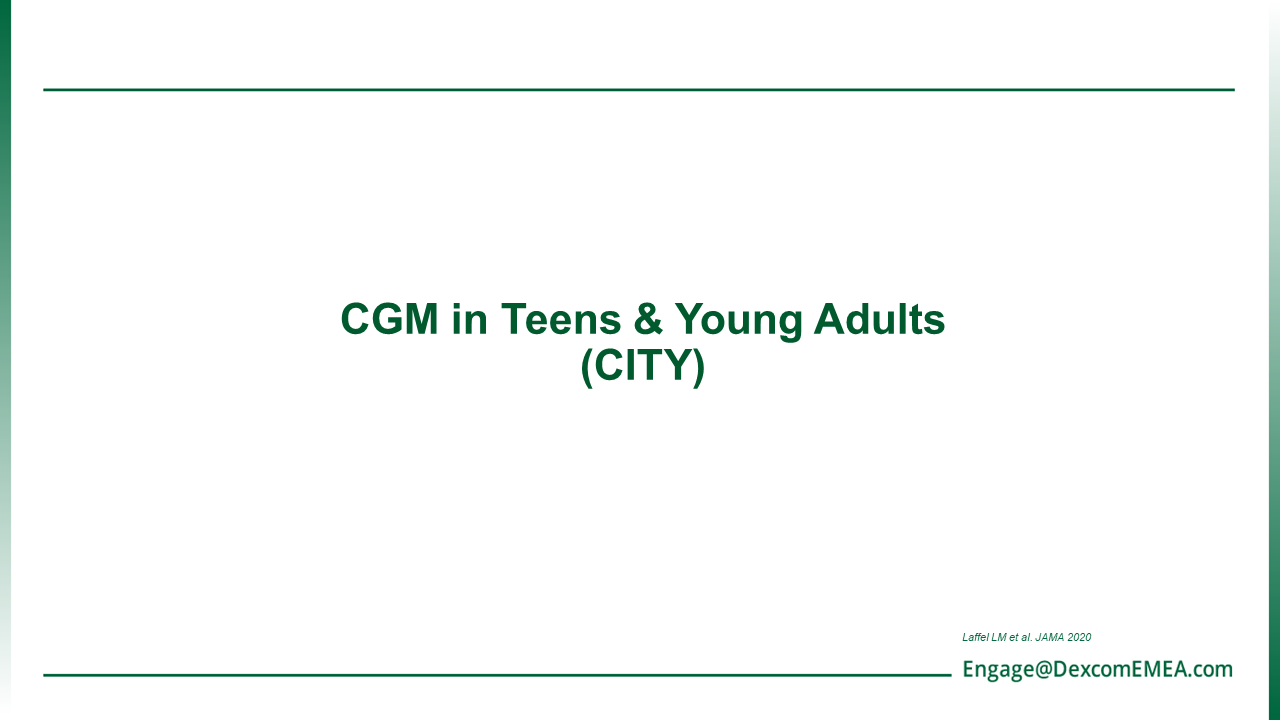 CGM in Teens & Young Adults
(CITY)
Laffel LM et al. JAMA 2020
Engage@DexcomEMEA.com